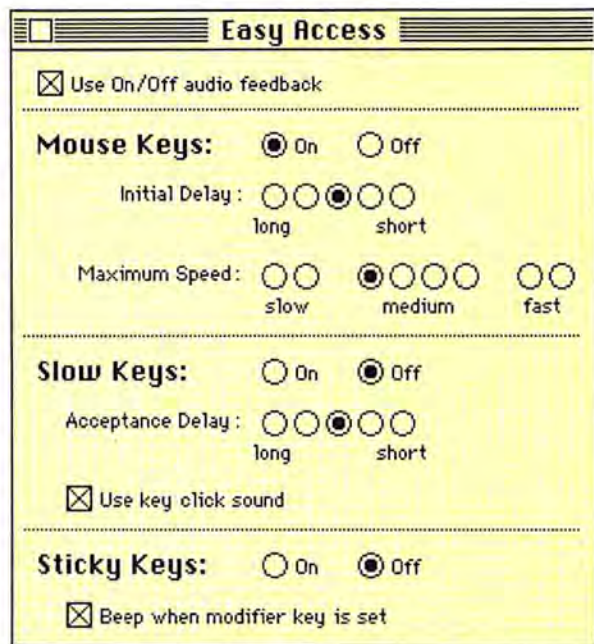 Easy Access
Use On/Off audio feedback
Mouse Keys: On Off
Initial Delay :
long short
Maximum Speed :
slow medium fast
Slow Keys: On Off
Acceptance Delay :
long short
Use key click sound
Sticky Keys: On Off
Beep when modifier key is set